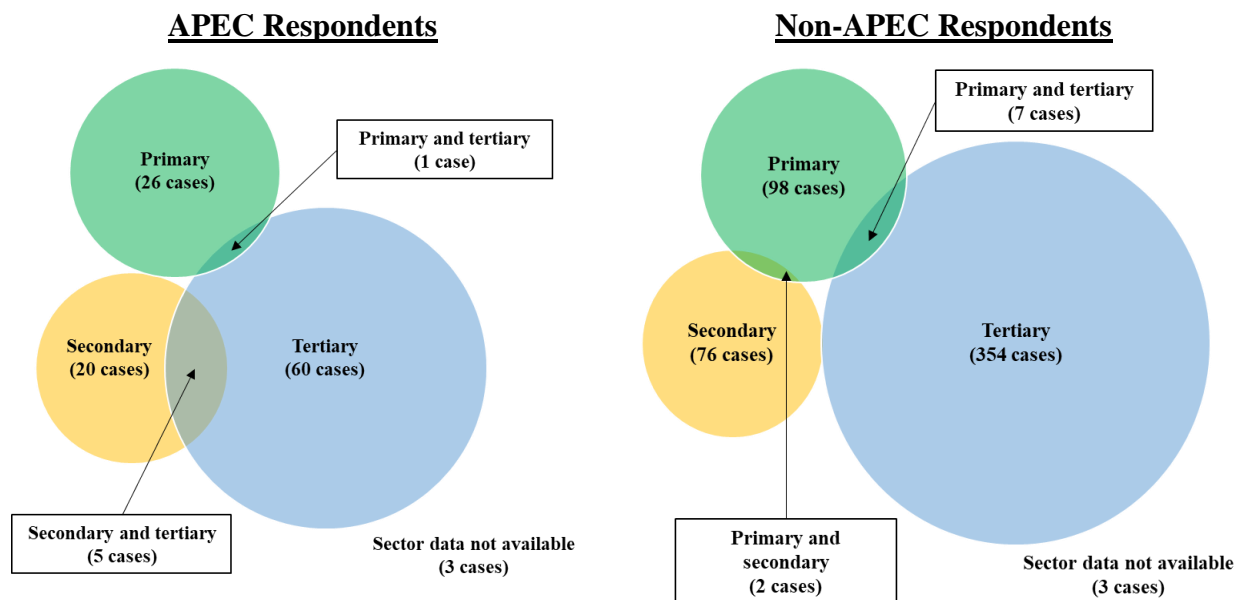 APEC Respondents
Primary
(26 cases)
Primary and tertiary
(1 case)
Secondary
(20 cases)
Tertiary
(60 cases)
Secondary and tertiary
(5 cases)
Sector data not available
(3 cases)
Non-APEC Respondents
Primary and tertiary
(7 cases)
Primary
(98 cases)
Secondary
(76 cases)
Tertiary
(354 cases)
Primary and
secondary
(2 cases)
Sector data not available
(3 cases)